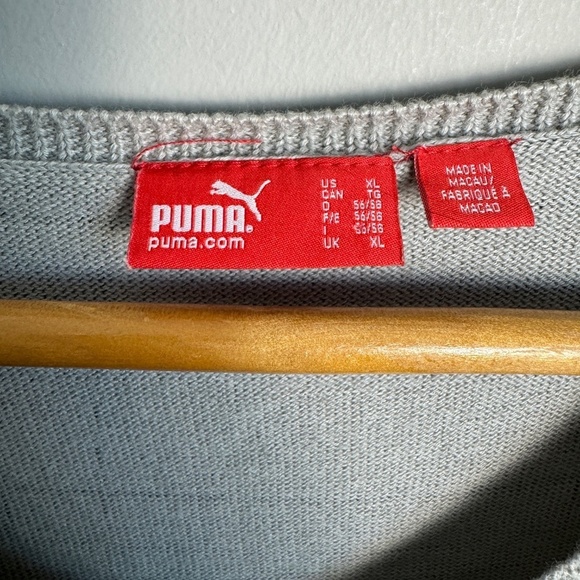 PUMA®
puma.com
US XL
CAN TG
D 56/58
F/E 56/58
I 56/58
UK XL
MADE IN
MACAU/
FABRIQUÉ À
MACAO